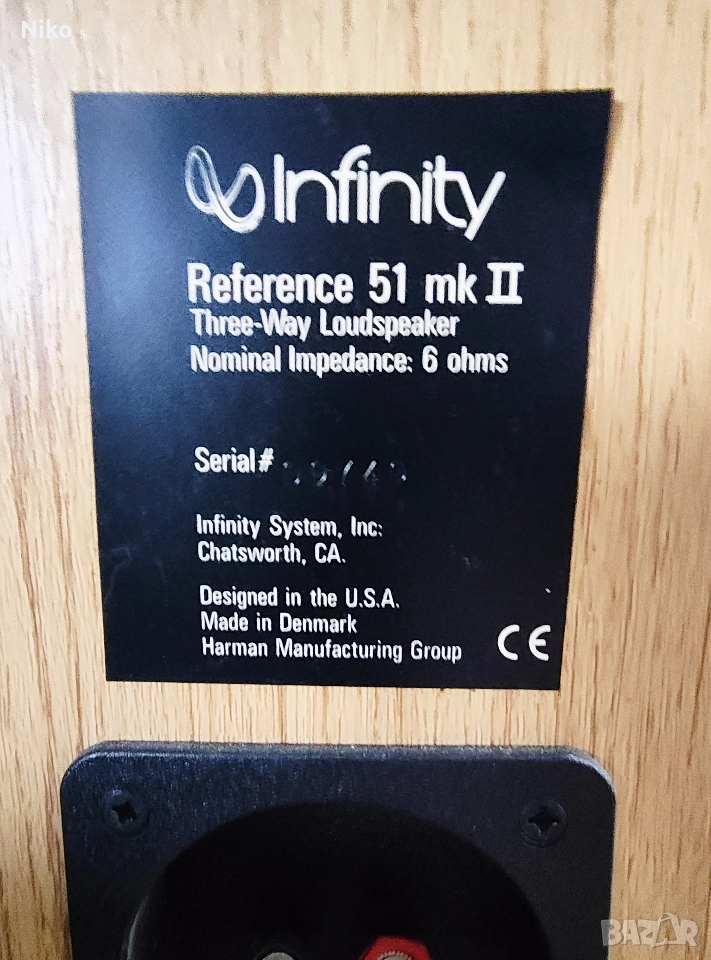 Niko
Infinity
Reference 51 mk II
Three-Way Loudspeaker
Nominal Impedance: 6 ohms
Serial#
Infinity System, Inc:
Chatsworth, CA.
Designed in the U.S.A.
Made in Denmark
Harman Manufacturing Group
CE
BAZAR